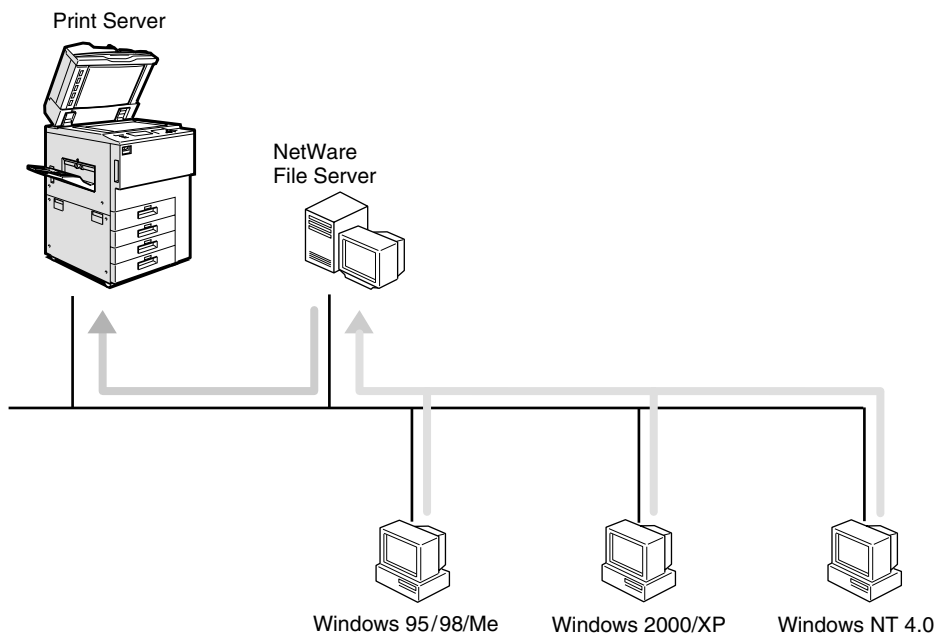 Print Server
NetWare
File Server
Windows 95/98/Me
Windows 2000/XP
Windows NT 4.0